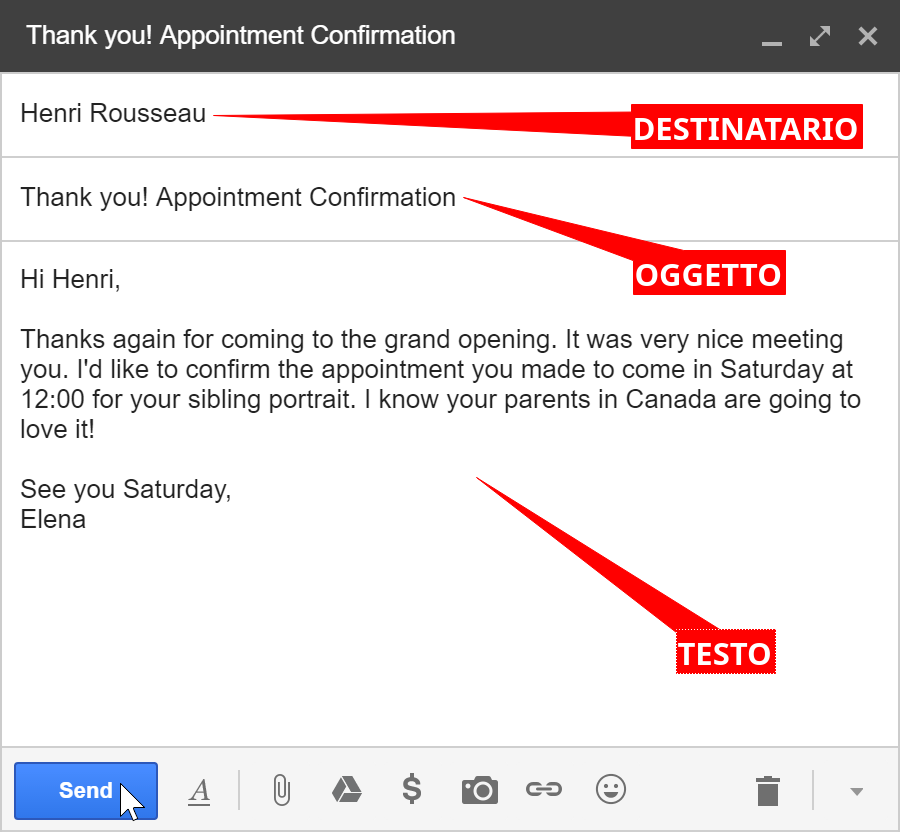 Thank you! Appointment Confirmation
Henri Rousseau
DESTINATARIO
Thank you! Appointment Confirmation
OGGETTO
Hi Henri,
Thanks again for coming to the grand opening. It was very nice meeting
you. I'd like to confirm the appointment you made to come in Saturday at
12:00 for your sibling portrait. I know your parents in Canada are going to
love it!
See you Saturday,
Elena
TESTO
Send
A
$